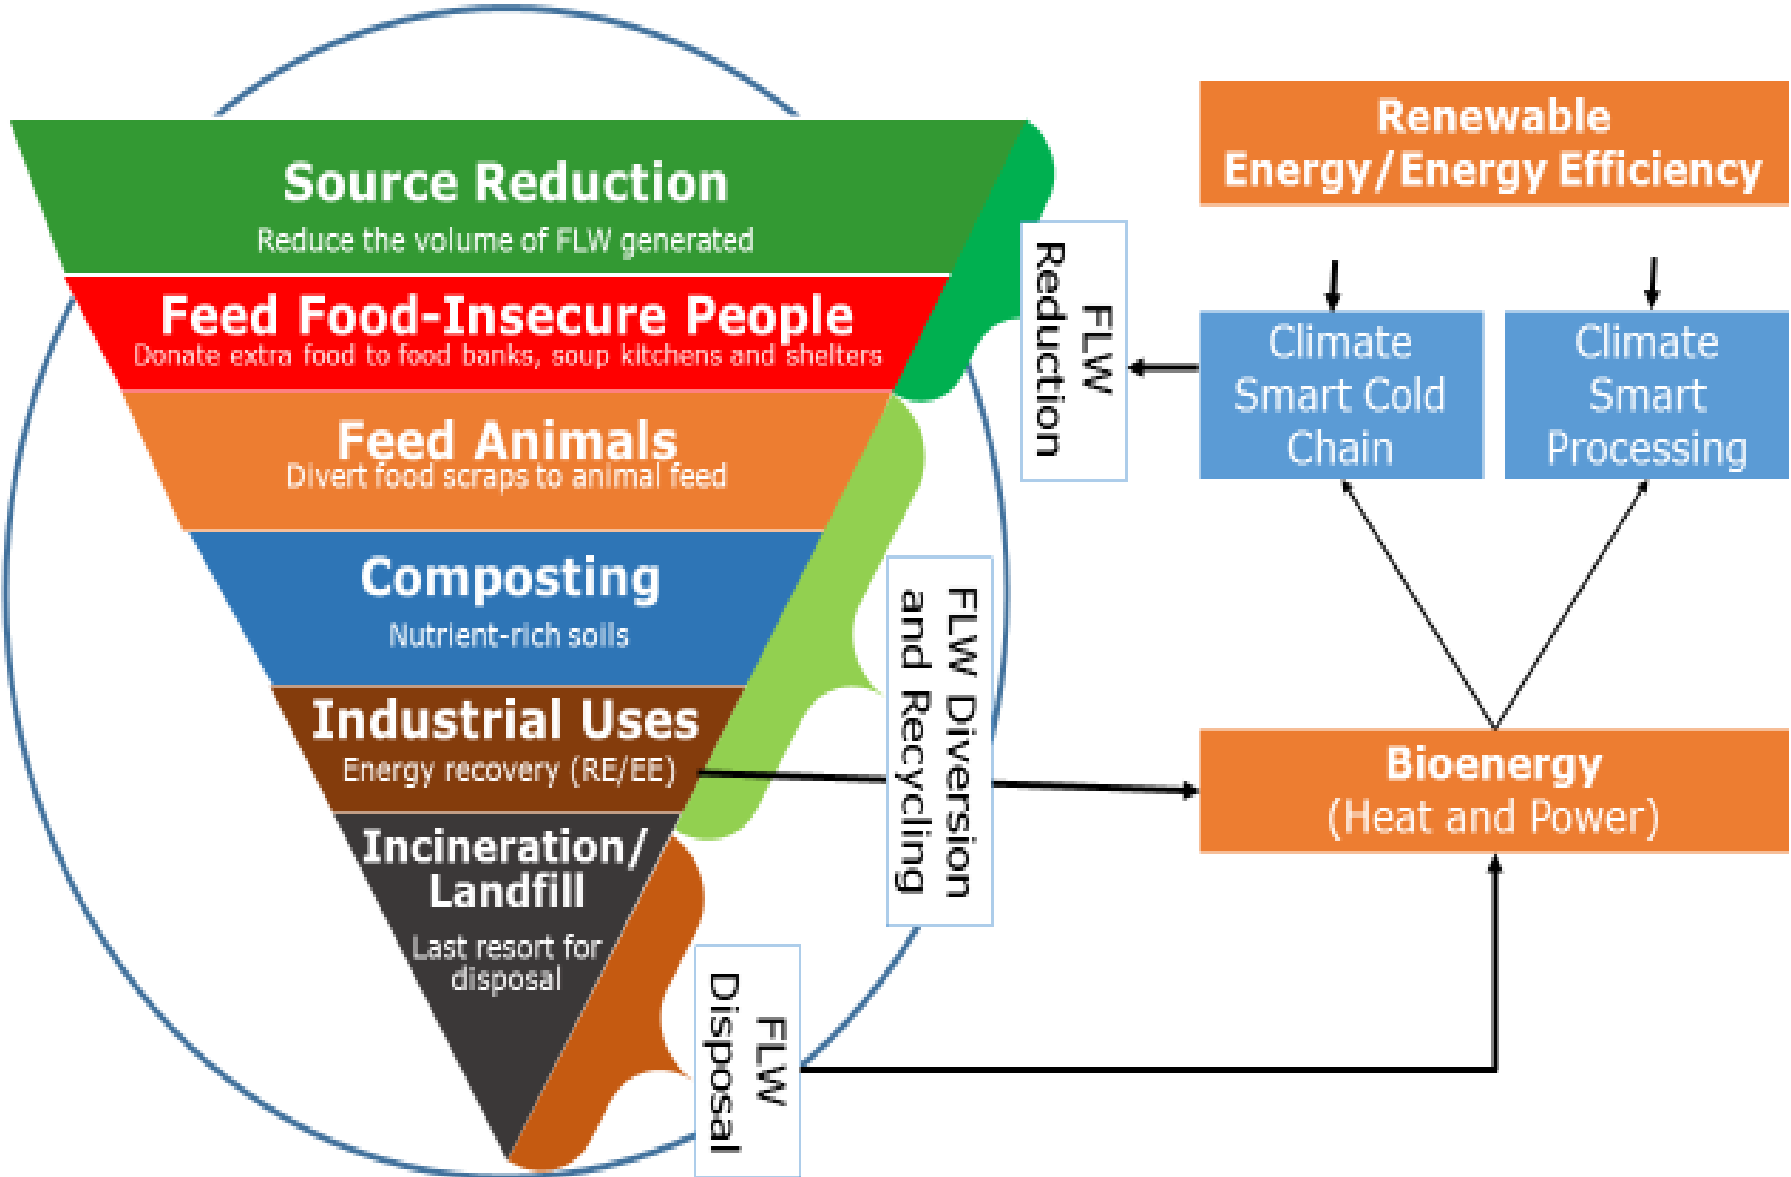 Source Reduction
Reduce the volume of FLW generated
Feed Food-Insecure People
Donate extra food to food banks, soup kitchens and shelters
Feed Animals
Divert food scraps to animal feed
Composting
Nutrient-rich soils
Industrial Uses
Energy recovery (RE/EE)
Incineration/
Landfill
Last resort for
disposal
FLW
Reduction
FLW Diversion
and Recycling
FLW
Disposal
Renewable
Energy/Energy Efficiency
Climate
Smart Cold
Chain
Climate
Smart
Processing
Bioenergy
(Heat and Power)